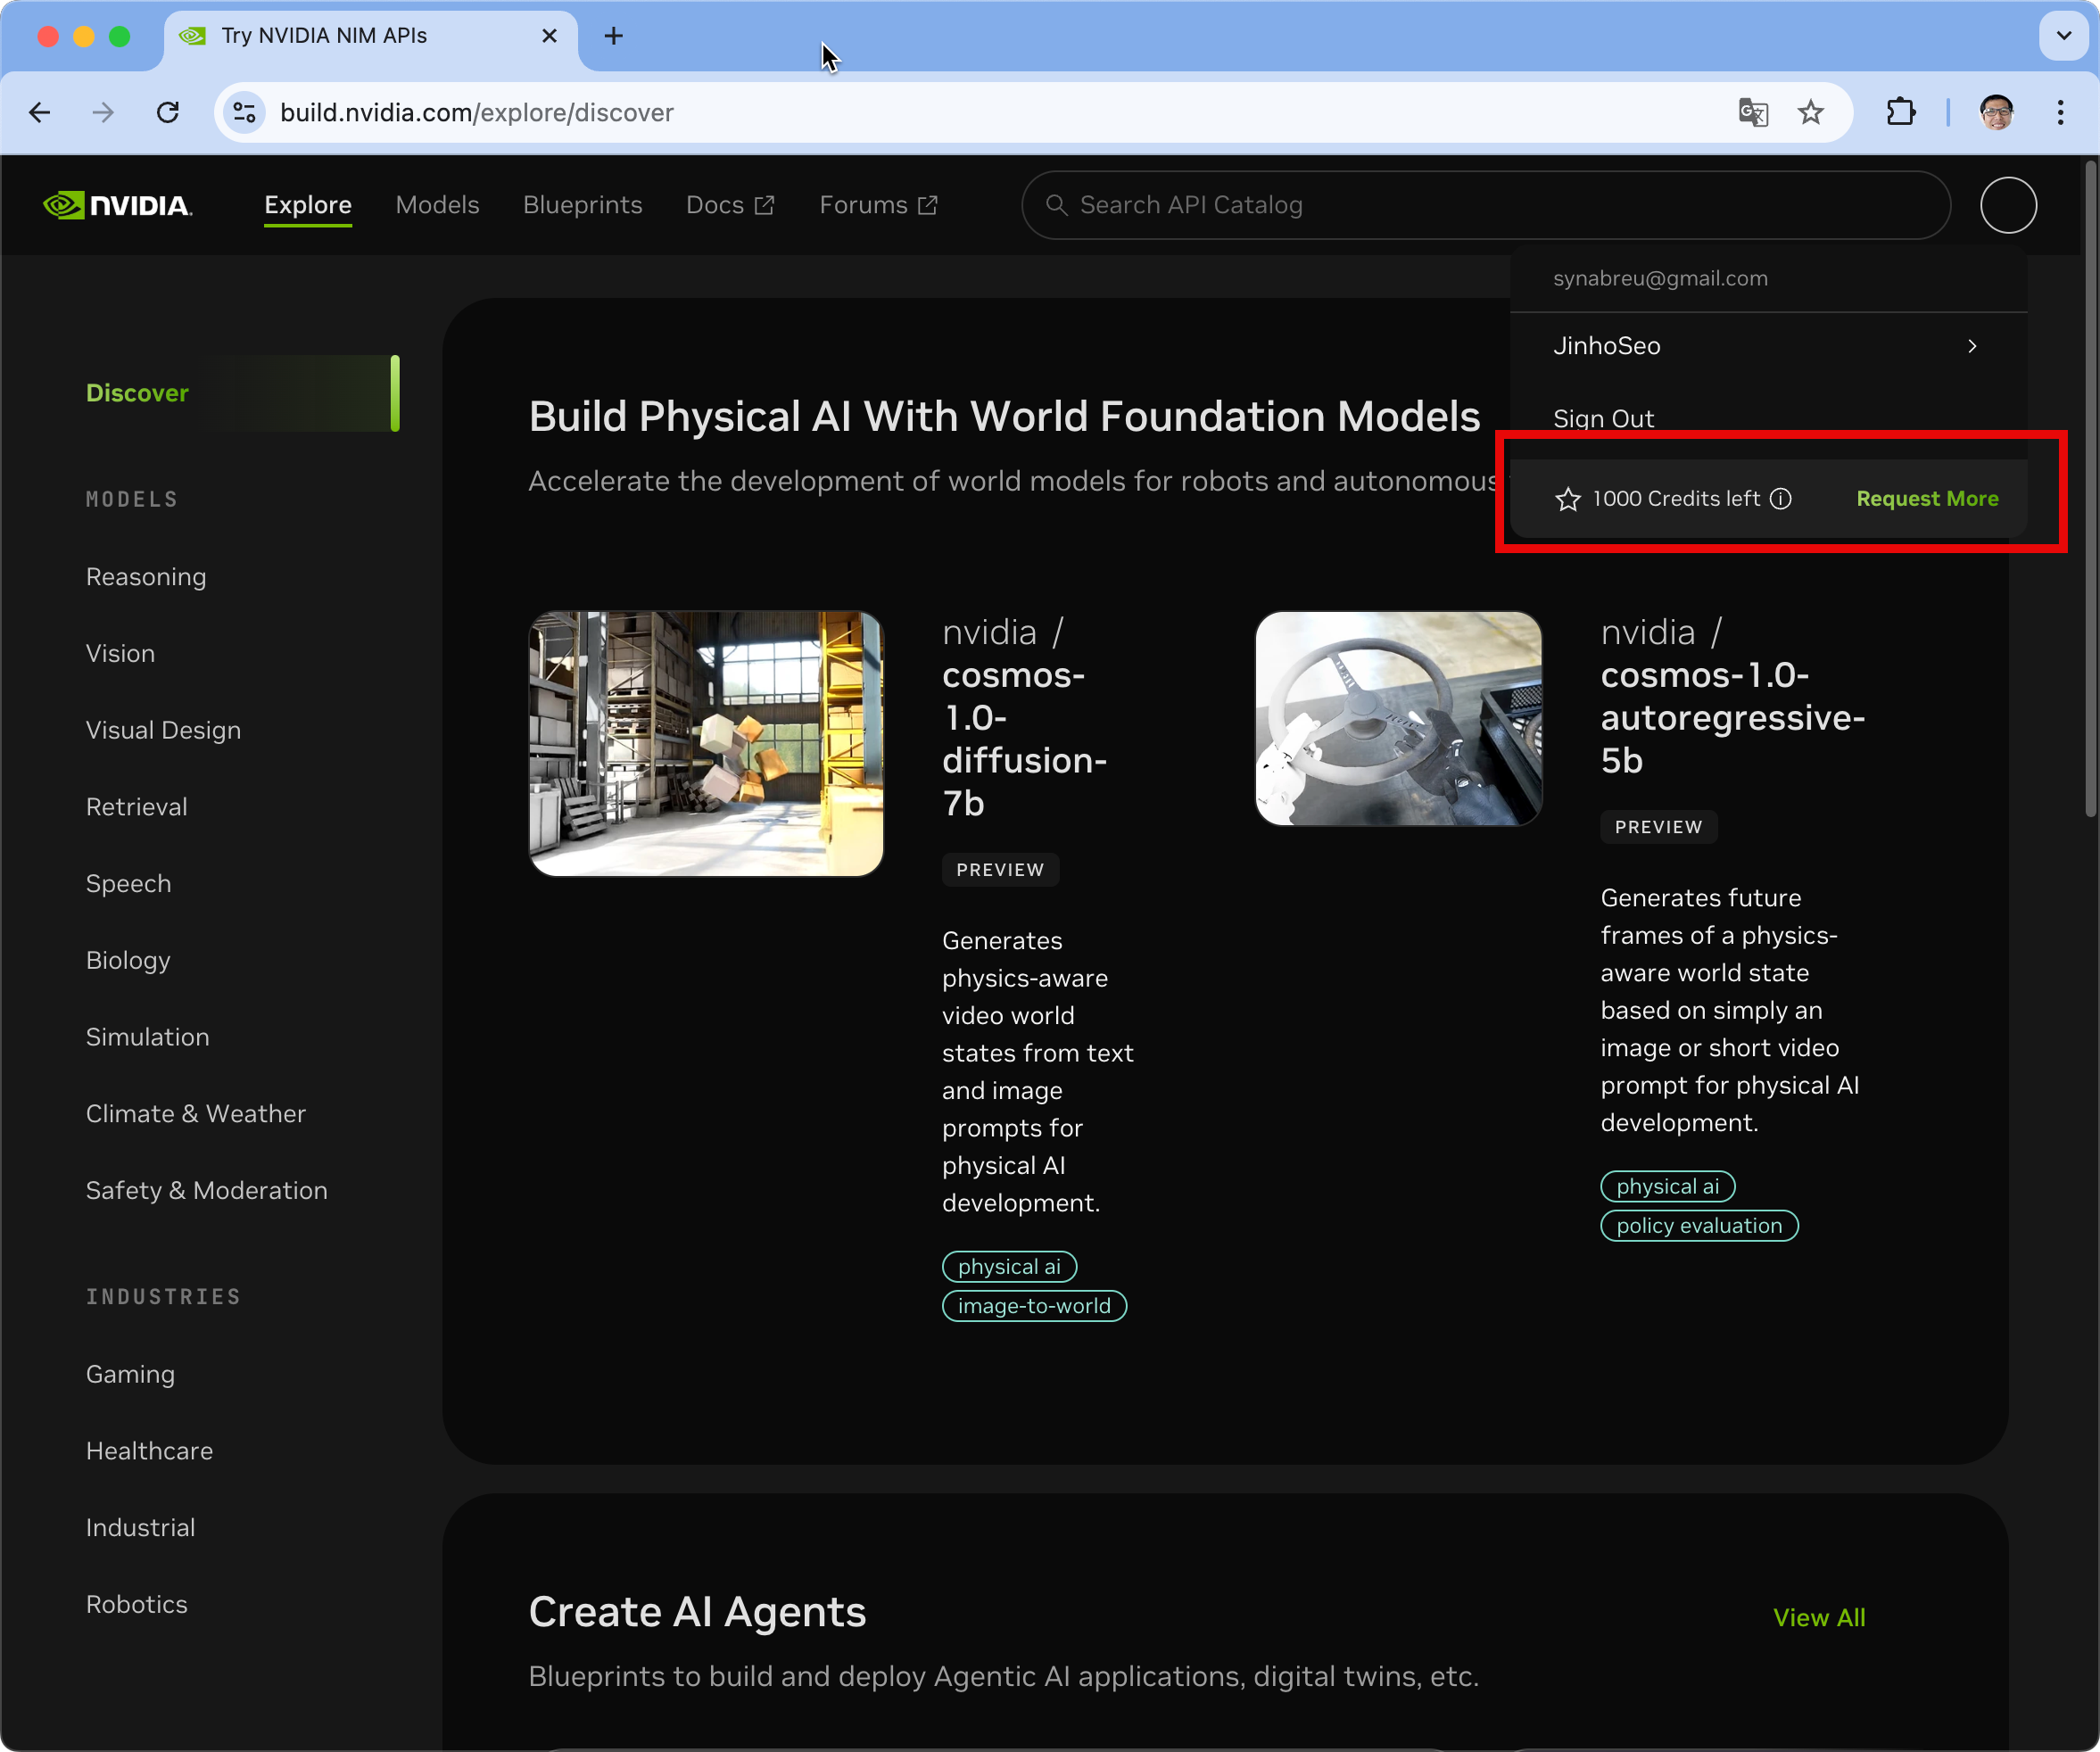 Try NVIDIA NIM APIs
build.nvidia.com/explore/discover
NVIDIA.
Explore
Models
Blueprints
Docs
Forums
Search API Catalog
synabreu@gmail.com
JinhoSeo
Sign Out
1000 Credits left
Request More
Discover
MODELS
Reasoning
Vision
Visual Design
Retrieval
Speech
Biology
Simulation
Climate & Weather
Safety & Moderation
INDUSTRIES
Gaming
Healthcare
Industrial
Robotics
Build Physical AI With World Foundation Models
Accelerate the development of world models for robots and autonomous
nvidia /
cosmos-
1.0-
diffusion-
7b
PREVIEW
Generates
physics-aware
video world
states from text
and image
prompts for
physical AI
development.
physical ai
image-to-world
nvidia /
cosmos-1.0-
autoregressive-
5b
PREVIEW
Generates future
frames of a physics-
aware world state
based on simply an
image or short video
prompt for physical AI
development.
physical ai
policy evaluation
Create AI Agents
View All
Blueprints to build and deploy Agentic AI applications, digital twins, etc.